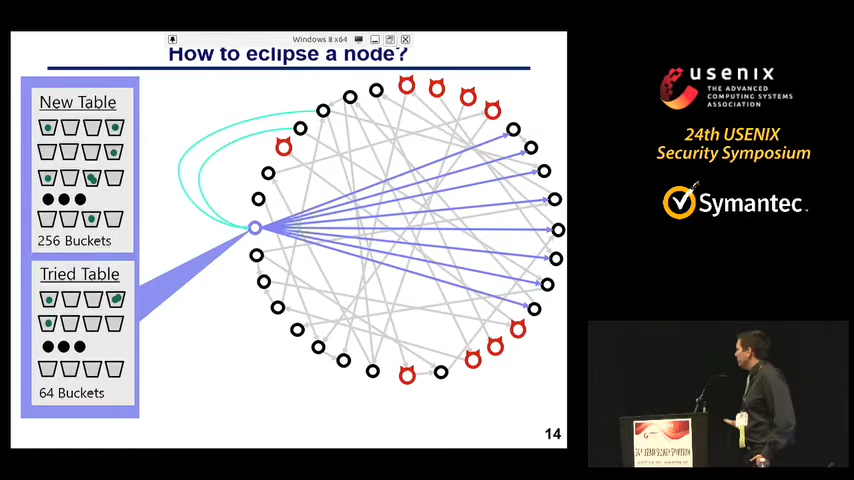 Windows 8 x64
How to eclipse a node?
New Table
256 Buckets
Tried Table
64 Buckets
14
usenix
THE ADVANCED
COMPUTING SYSTEMS
ASSOCIATION
24th USENIX
Security Symposium
Symantec.